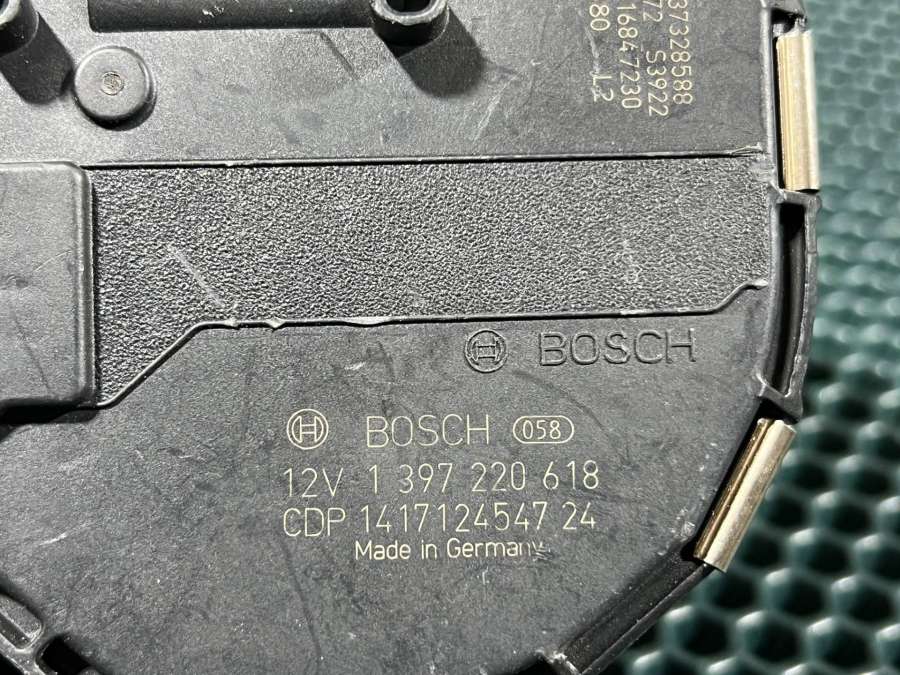 37328588
72 S3922
16847230
80 L2
BOSCH
BOSCH 058
12V 1 397 220 618
CDP 1417124547 24
Made in Germany